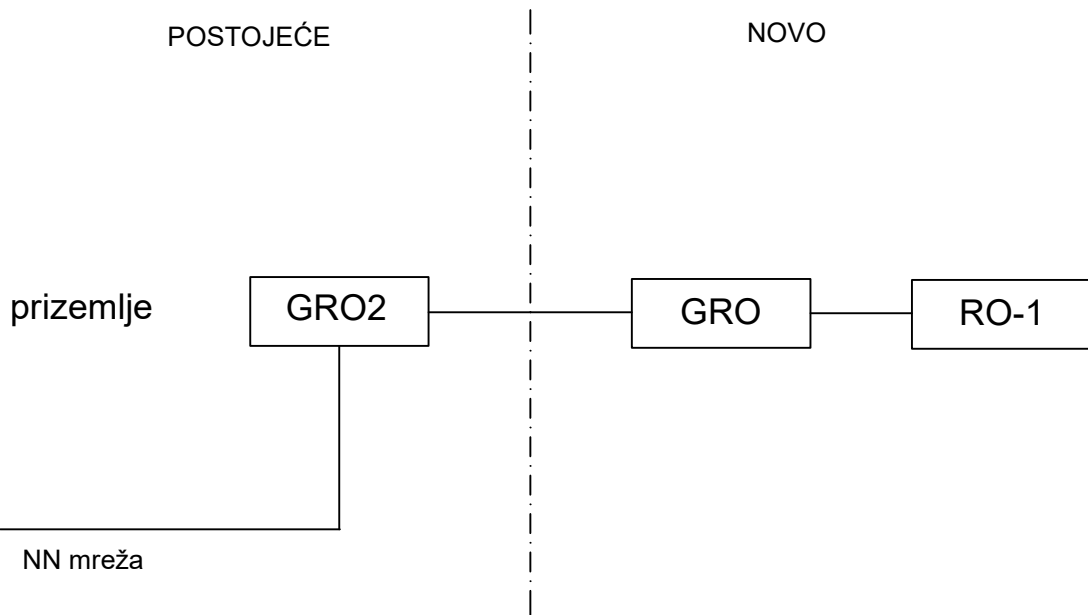 POSTOJEĆE
NOVO
prizemlje
GRO2
GRO
RO-1
NN mreža